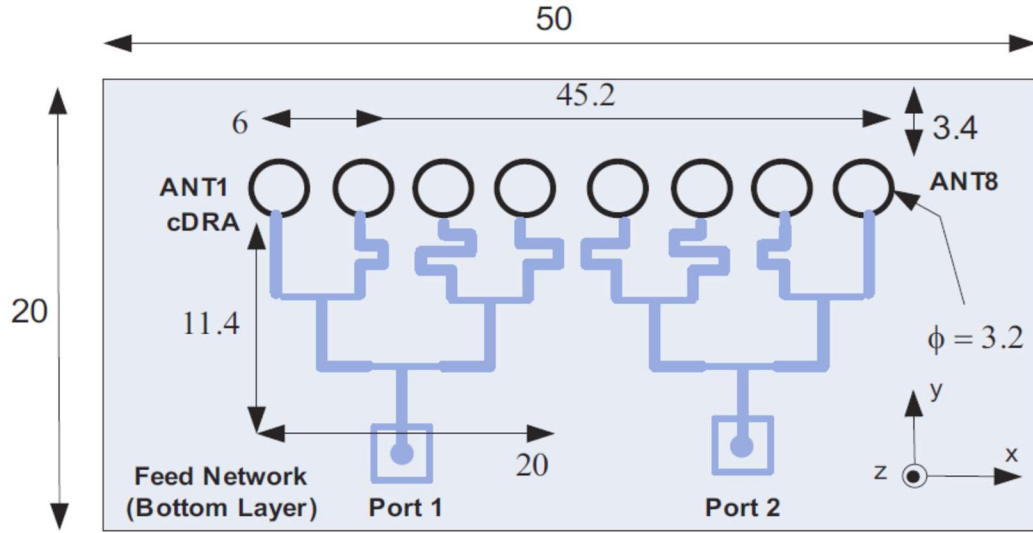 50
45.2
6
3.4
ANT1
cDRA
ANT8
20
11.4
ϕ = 3.2
y
20
z
x
Feed Network
(Bottom Layer)
Port 1
Port 2